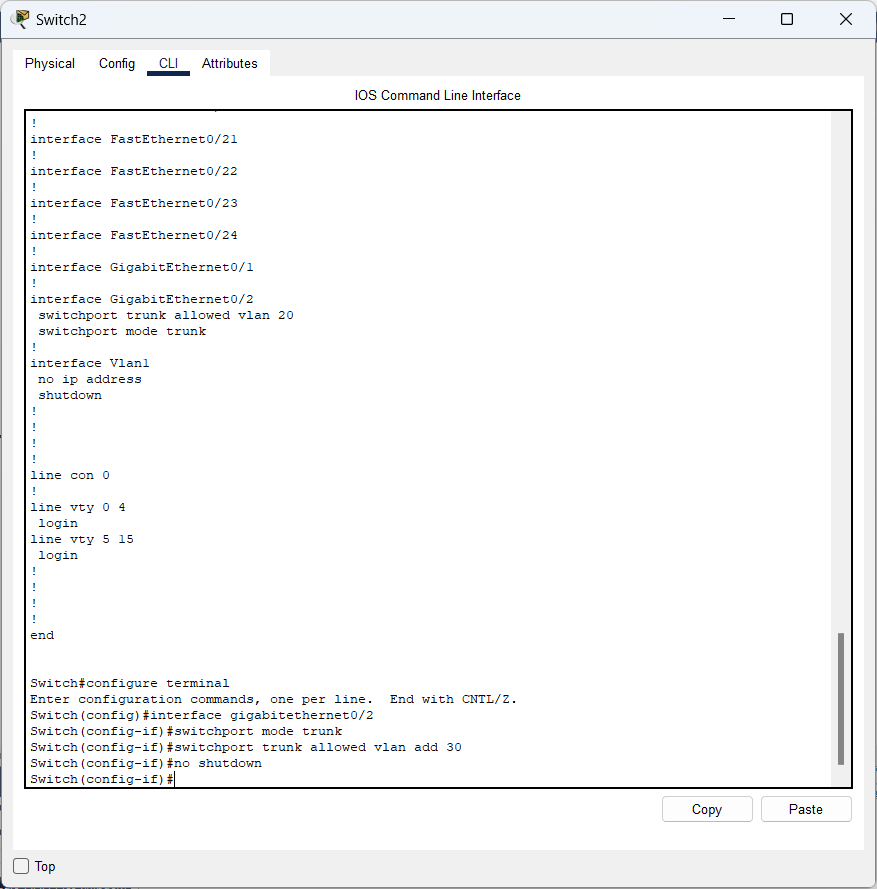 Switch2
Physical Config CLI Attributes
IOS Command Line Interface
!
interface FastEthernet0/21
!
interface FastEthernet0/22
!
interface FastEthernet0/23
!
interface FastEthernet0/24
!
interface GigabitEthernet0/1
!
interface GigabitEthernet0/2
 switchport trunk allowed vlan 20
 switchport mode trunk
!
interface Vlan1
 no ip address
 shutdown
!
!
!
!
line con 0
!
line vty 0 4
 login
line vty 5 15
 login
!
!
!
!
end
Switch#configure terminal
Enter configuration commands, one per line.  End with CNTL/Z.
Switch(config)#interface gigabitethernet0/2
Switch(config-if)#switchport mode trunk
Switch(config-if)#switchport trunk allowed vlan add 30
Switch(config-if)#no shutdown
Switch(config-if)#
Copy Paste
Top